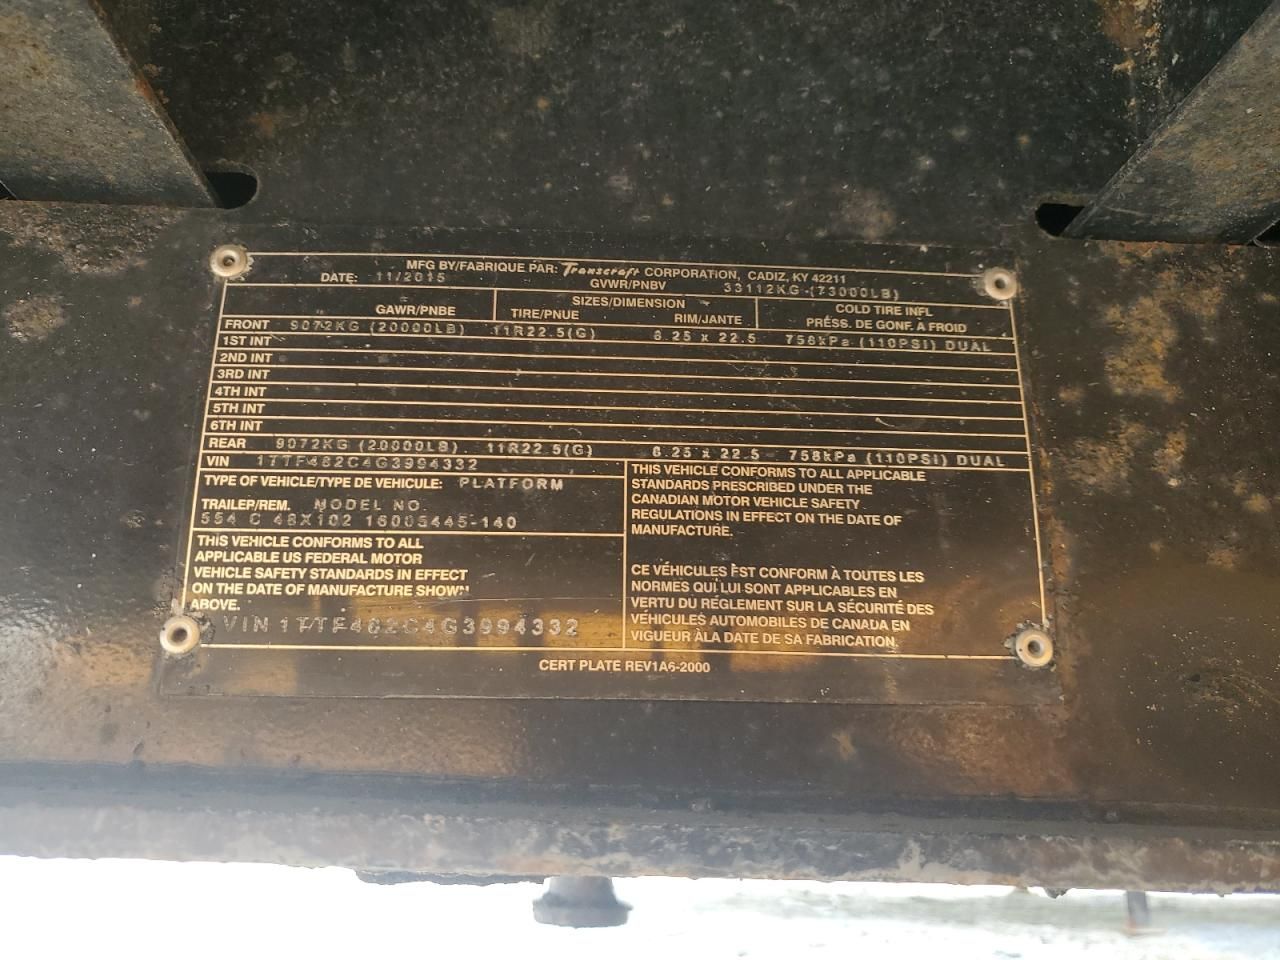 MFG BY/FABRIQUE PAR: Transcraft CORPORATION, CADIZ, KY 42211
DATE: 11/2015 GVWR/PNBV 33112KG (73000LB)
GAWR/PNBE SIZES/DIMENSION TIRE/PNUE RIM/JANTE COLD TIRE INFL PRÉSS. DE GONF. A FROID
FRONT 9072KG (20000LB) 11R22.5(G) 8.25 x 22.5 758kPa (110PSI) DUAL
1ST INT
2ND INT
3RD INT
4TH INT
5TH INT
6TH INT
REAR 9072KG (20000LB) 11R22.5(G) 8.25 x 22.5 758kPa (110PSI) DUAL
VIN 1TTF482C4G3994332
TYPE OF VEHICLE/TYPE DE VEHICULE: PLATFORM
TRAILER/REM. MODEL NO.
554 C 48X102 16005445-140
THIS VEHICLE CONFORMS TO ALL
APPLICABLE US FEDERAL MOTOR
VEHICLE SAFETY STANDARDS IN EFFECT
ON THE DATE OF MANUFACTURE SHOWN
ABOVE.
VIN 1TTF482C4G3994332
THIS VEHICLE CONFORMS TO ALL APPLICABLE
STANDARDS PRESCRIBED UNDER THE
CANADIAN MOTOR VEHICLE SAFETY
REGULATIONS IN EFFECT ON THE DATE OF
MANUFACTURE.
CE VÉHICULES EST CONFORM À TOUTES LES
NORMES QUI LUI SONT APPLICABLES EN
VERTU DU RÉGLEMENT SUR LA SÉCURITÉ DES
VÉHICULES AUTOMOBILES DE CANADA EN
VIGUEUR ÀLA DATE DE SA FABRICATION.
CERT PLATE REV1A6-2000